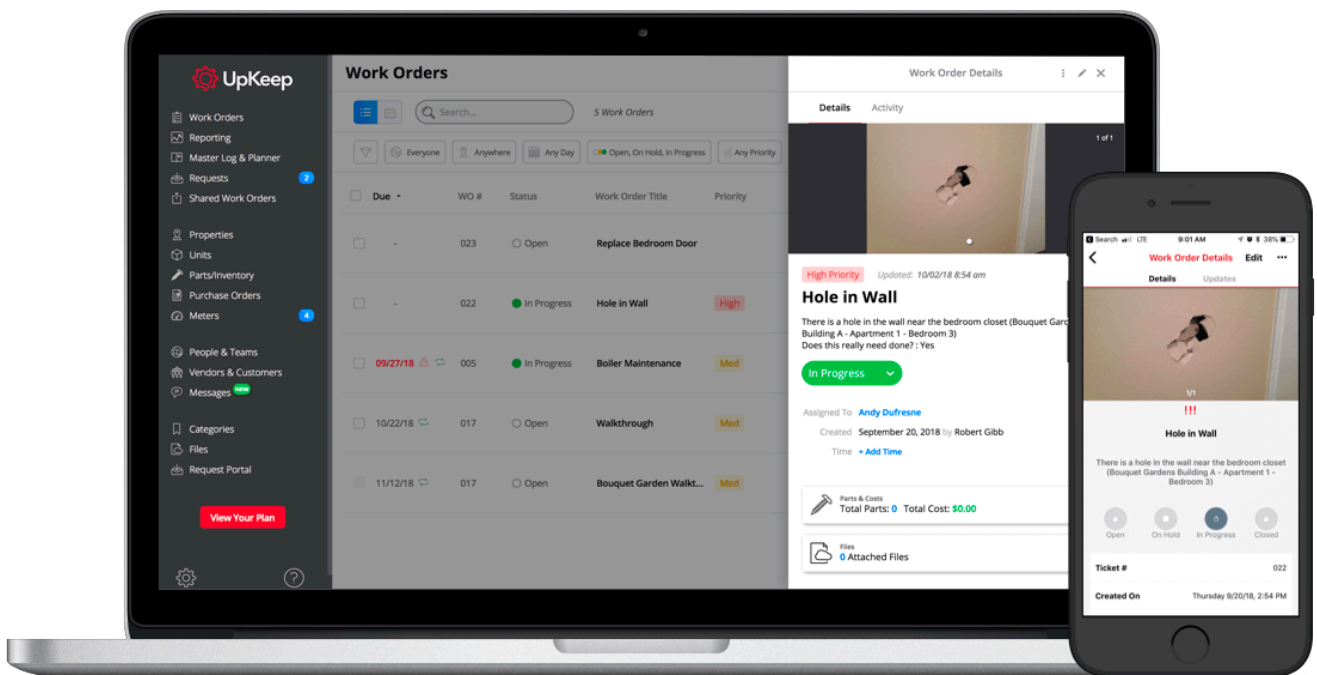 UpKeep
Work Orders
Reporting
Master Log & Planner
Requests 2
Shared Work Orders
Properties
Units
Parts/Inventory
Purchase Orders
Meters 4
People & Teams
Vendors & Customers
Messages NEW
Categories
Files
Request Portal
View Your Plan
?
Work Orders
Search...
5 Work Orders
Everyone
Anywhere
Any Day
Open, On Hold, In Progress
Any Priority
Due WO # Status Work Order Title Priority
- 023 Open Replace Bedroom Door
- 022 In Progress Hole in Wall High
09/27/18 005 In Progress Boiler Maintenance Med
10/22/18 017 Open Walkthrough Med
11/12/18 017 Open Bouquet Garden Walkt... Med
Work Order Details
Details Activity
1 of 1
High Priority Updated: 10/02/18 8:54 am
Hole in Wall
There is a hole in the wall near the bedroom closet (Bouquet Gard
Building A - Apartment 1 - Bedroom 3)
Does this really need done? : Yes
In Progress
Assigned To Andy Dufresne
Created September 20, 2018 by Robert Gibb
Time + Add Time
Parts & Costs
Total Parts: 0 Total Cost: $0.00
Files
0 Attached Files
Search LTE 9:01 AM 38%
Work Order Details Edit ...
Details Updates
1/1
!!!
Hole in Wall
There is a hole in the wall near the bedroom closet
(Bouquet Gardens Building A - Apartment 1 -
Bedroom 3)
Open On Hold In Progress Closed
Ticket # 022
Created On Thursday 9/20/18, 2:54 PM